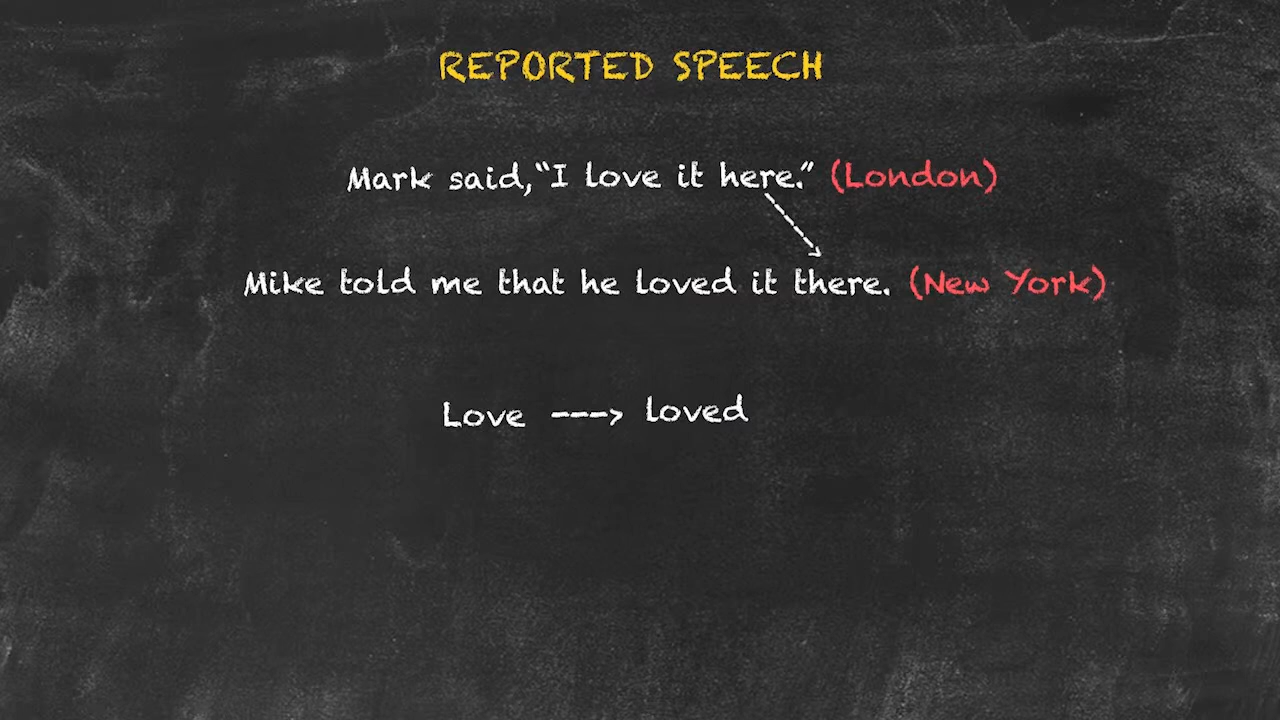 REPORTED SPEECH
Mark said,“I love it here.” (London)
Mike told me that he loved it there. (New York)
Love ---> loved